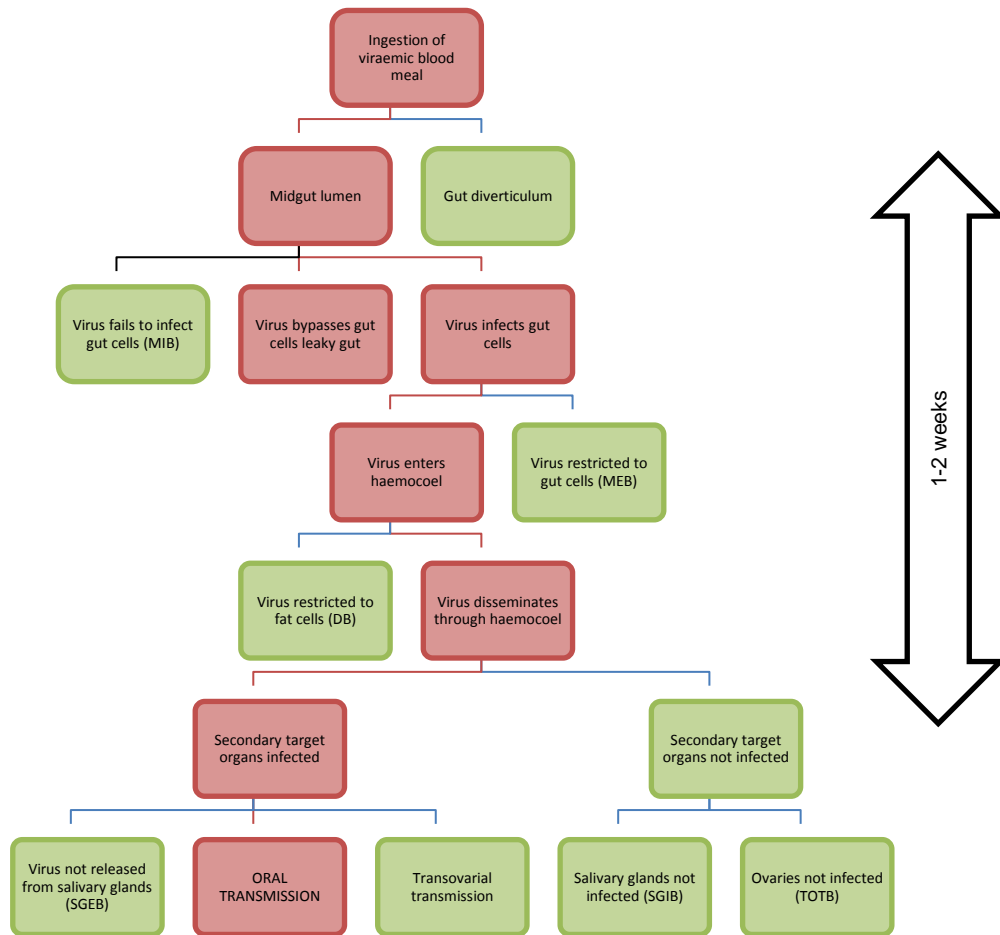 Ingestion of
viraemic blood
meal
Midgut lumen
Gut diverticulum
Virus fails to infect
gut cells (MIB)
Virus bypasses gut
cells leaky gut
Virus infects gut
cells
Virus enters
haemocoel
Virus restricted to
gut cells (MEB)
1-2 weeks
Virus restricted to
fat cells (DB)
Virus disseminates
through haemocoel
Secondary target
organs infected
Secondary target
organs not infected
Virus not released
from salivary glands
(SGEB)
ORAL
TRANSMISSION
Transovarial
transmission
Salivary glands not
infected (SGIB)
Ovaries not infected
(TOTB)